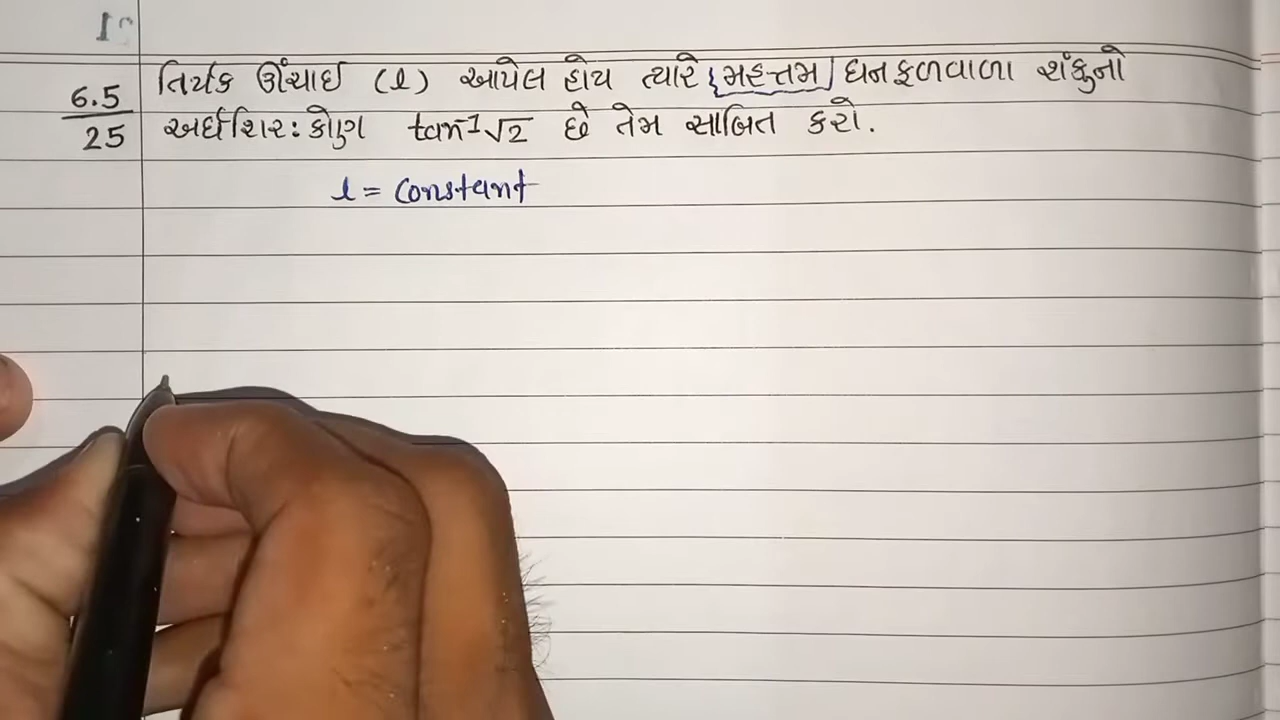 6.5
25
તિર્યક ઊંચાઈ (l) આપેલ હોય ત્યારે મહત્તમ ઘનફળવાળા શંકુનો
અર્ધશિર: કોણ tan⁻¹√2 છે તેમ સાબિત કરો.
l = constant